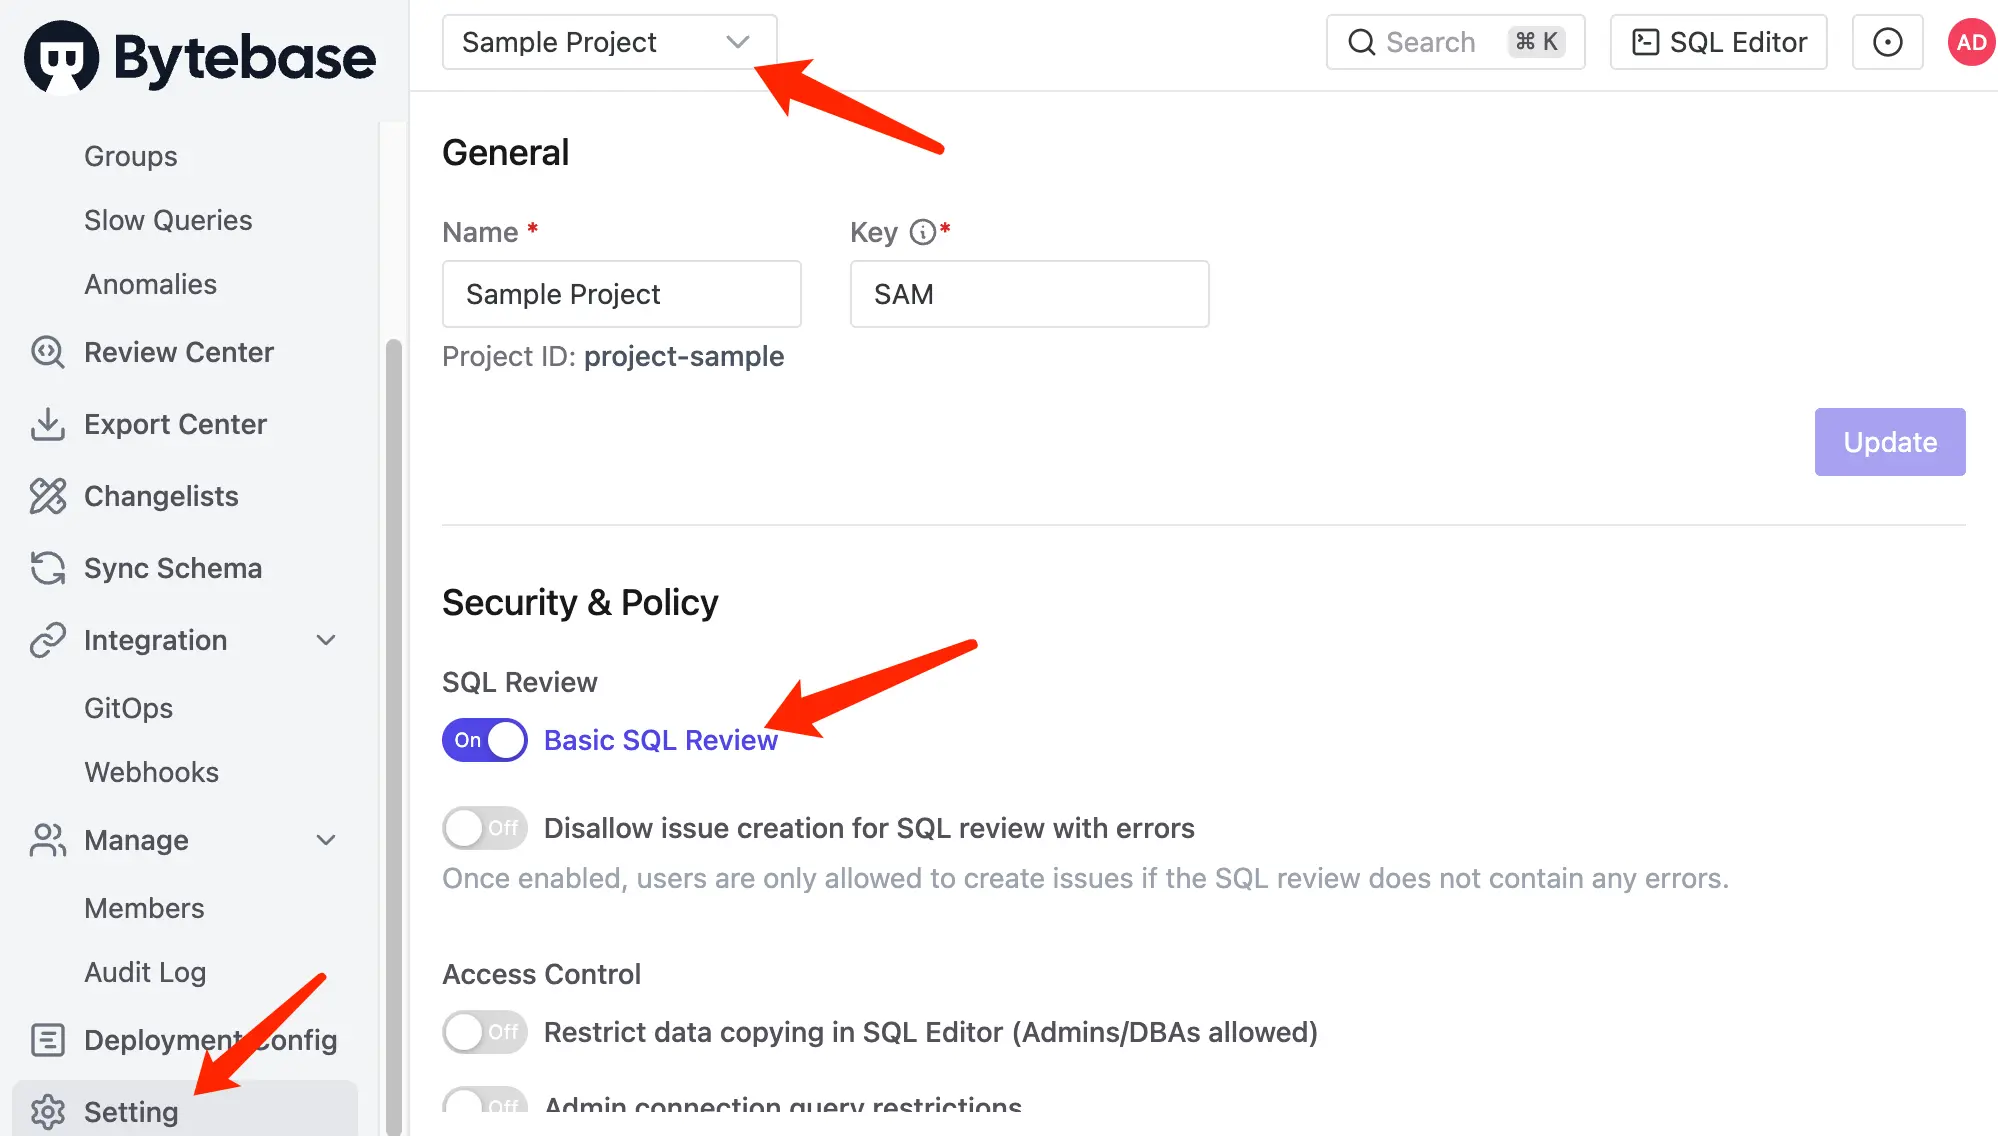 Bytebase
Sample Project
Search ⌘ K
SQL Editor
AD
Groups
Slow Queries
Anomalies
Review Center
Export Center
Changelists
Sync Schema
Integration
GitOps
Webhooks
Manage
Members
Audit Log
Deployment Config
Setting
General
Name *
Key *
Sample Project
SAM
Project ID: project-sample
Update
Security & Policy
SQL Review
On Basic SQL Review
Off Disallow issue creation for SQL review with errors
Once enabled, users are only allowed to create issues if the SQL review does not contain any errors.
Access Control
Off Restrict data copying in SQL Editor (Admins/DBAs allowed)
Off Admin connection query restrictions